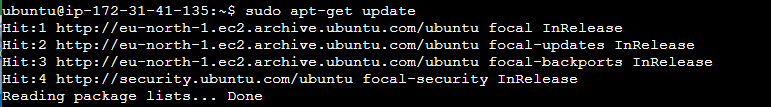 ubuntu@ip-172-31-41-135:~$ sudo apt-get update
Hit:1 http://eu-north-1.ec2.archive.ubuntu.com/ubuntu focal InRelease
Hit:2 http://eu-north-1.ec2.archive.ubuntu.com/ubuntu focal-updates InRelease
Hit:3 http://eu-north-1.ec2.archive.ubuntu.com/ubuntu focal-backports InRelease
Hit:4 http://security.ubuntu.com/ubuntu focal-security InRelease
Reading package lists... Done